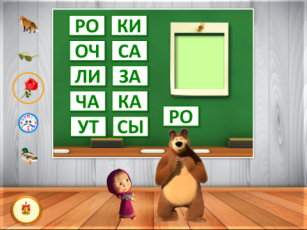 РО КИ
ОЧ СА
ЛИ ЗА
ЧА КА
УТ СЫ
РО